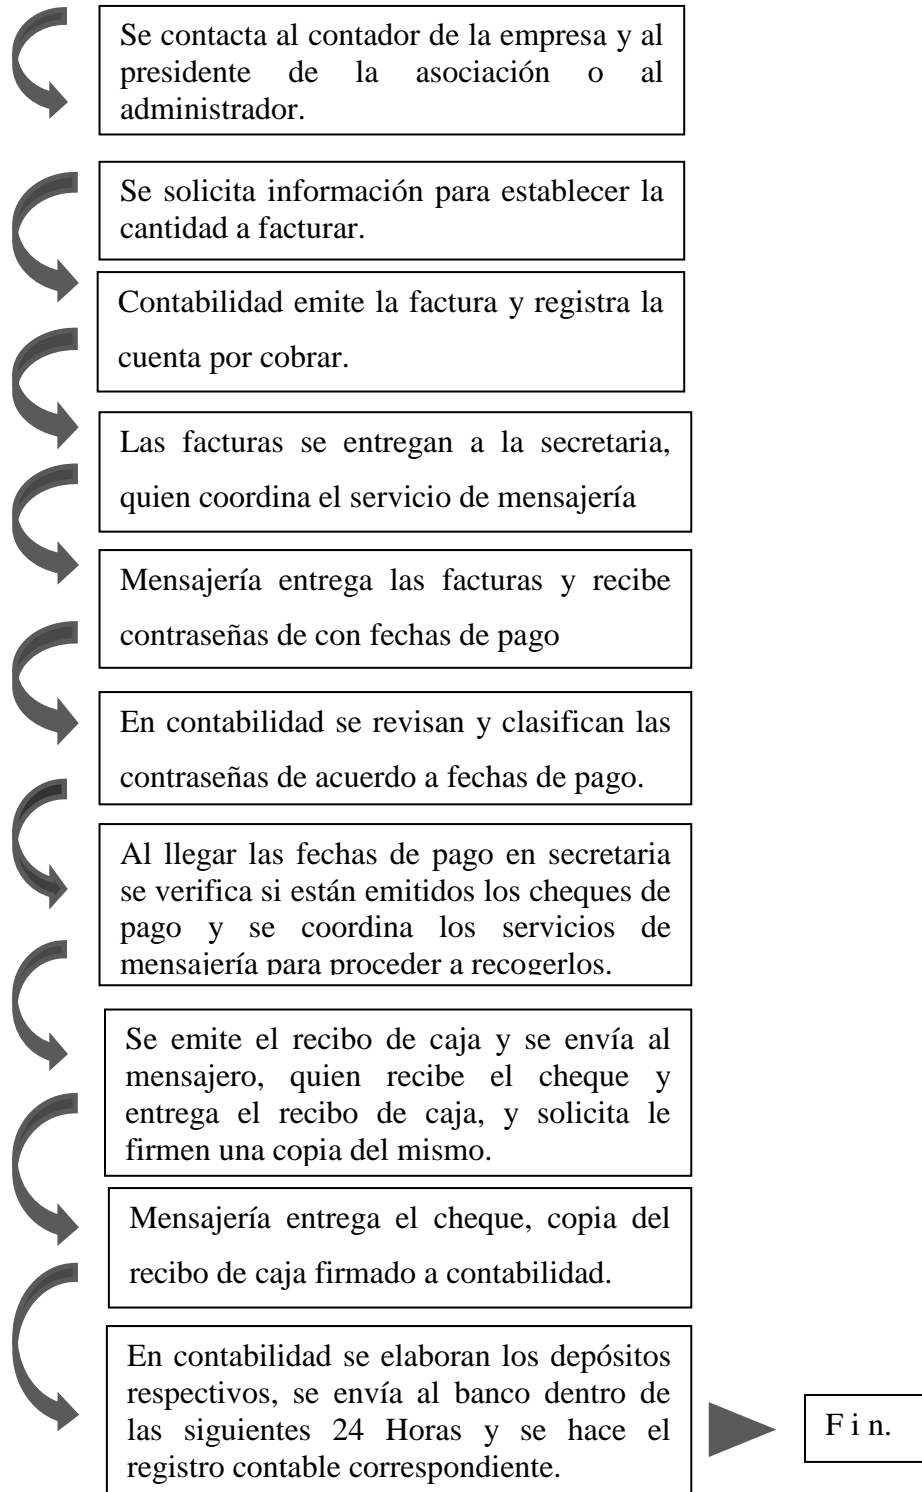 Se contacta al contador de la empresa y al
presidente de la asociación o al
administrador.
Se solicita información para establecer la
cantidad a facturar.
Contabilidad emite la factura y registra la
cuenta por cobrar.
Las facturas se entregan a la secretaria,
quien coordina el servicio de mensajería
Mensajería entrega las facturas y recibe
contraseñas de con fechas de pago
En contabilidad se revisan y clasifican las
contraseñas de acuerdo a fechas de pago.
Al llegar las fechas de pago en secretaria
se verifica si están emitidos los cheques de
pago y se coordina los servicios de
mensajería para proceder a recogerlos.
Se emite el recibo de caja y se envía al
mensajero, quien recibe el cheque y
entrega el recibo de caja, y solicita le
firmen una copia del mismo.
Mensajería entrega el cheque, copia del
recibo de caja firmado a contabilidad.
En contabilidad se elaboran los depósitos
respectivos, se envía al banco dentro de
las siguientes 24 Horas y se hace el
registro contable correspondiente.
F i n.